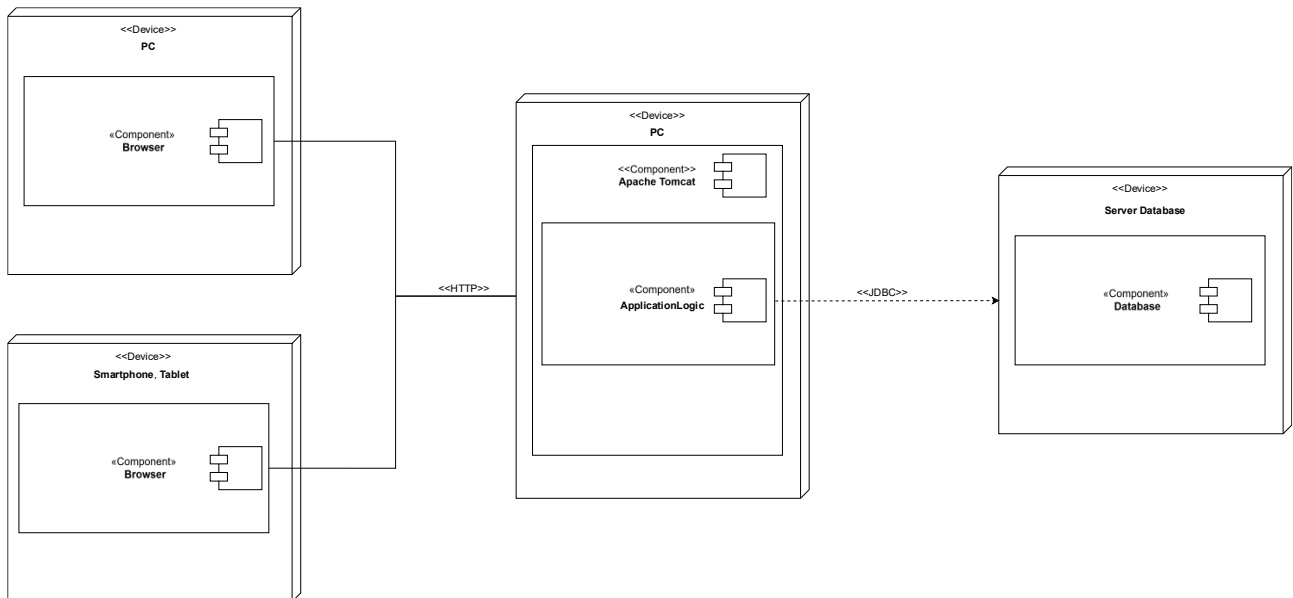 <<Device>>
PC
«Component»
Browser
<<Device>>
Smartphone, Tablet
«Component»
Browser
<<HTTP>>
<<Device>>
PC
<<Component>>
Apache Tomcat
«Component»
ApplicationLogic
<<JDBC>>
<<Device>>
Server Database
«Component»
Database